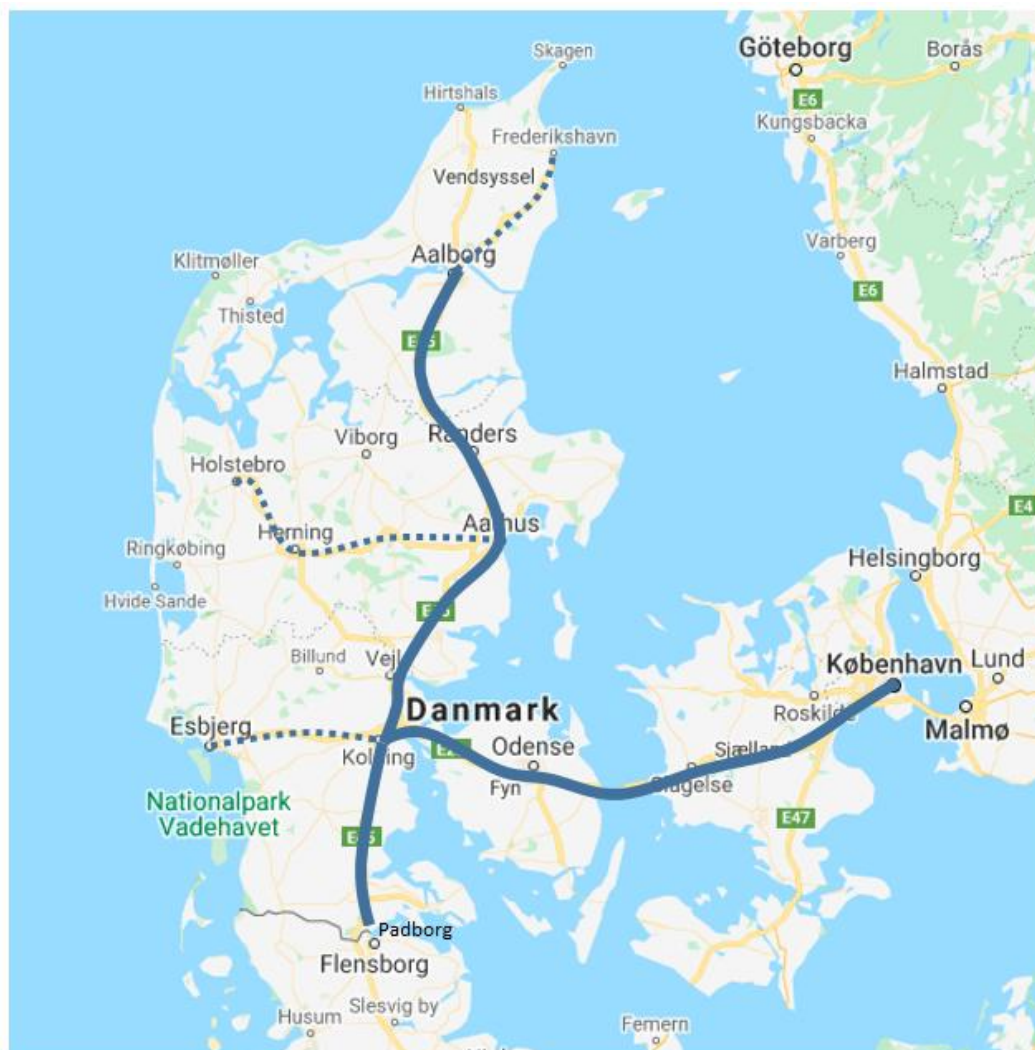 Skagen
Göteborg
Borås
Hirtshals
E6
Kungsbacka
Frederikshavn
Vendsyssel
Varberg
Aalborg
Klitmøller
E6
Thisted
E45
Halmstad
Viborg
Randers
Holstebro
E4
Aarhus
Herning
Ringkøbing
Helsingborg
Hvide Sande
E45
Billund
Vejle
København
Lund
Roskilde
Danmark
Malmø
Esbjerg
Kolding
E20
Odense
Sjælland
Fyn
Slagelse
Nationalpark
Vadehavet
E47
E45
Padborg
Flensborg
Slesvig by
Husum
Femern